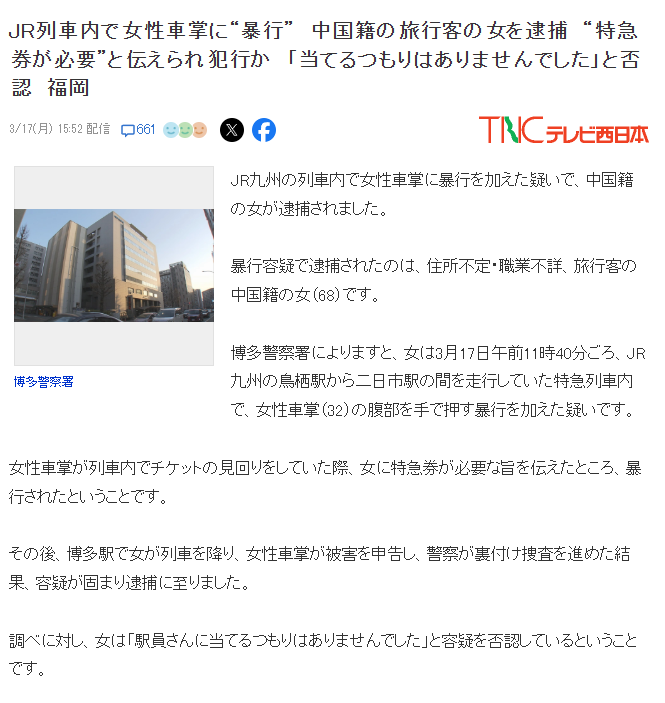 JR列車内で女性車掌に“暴行” 中国籍の旅行客の女を逮捕 “特急
券が必要”と伝えられ犯行か 「当てるつもりはありませんでした」と否
認 福岡
3/17(月) 15:52 配信
661
TNCテレビ西日本
JR九州の列車内で女性車掌に暴行を加えた疑いで、中国籍
の女が逮捕されました。
暴行容疑で逮捕されたのは、住所不定・職業不詳、旅行客の
中国籍の女(68)です。
博多警察署によりますと、女は3月17日午前11時40分ごろ、JR
九州の鳥栖駅から二日市駅の間を走行していた特急列車内
で、女性車掌(32)の腹部を手で押す暴行を加えた疑いです。
博多警察署
女性車掌が列車内でチケットの見回りをしていた際、女に特急券が必要な旨を伝えたところ、暴
行されたということです。
その後、博多駅で女が列車を降り、女性車掌が被害を申告し、警察が裏付け捜査を進めた結
果、容疑が固まり逮捕に至りました。
調べに対し、女は「駅員さんに当てるつもりはありませんでした」と容疑を否認しているということ
です。